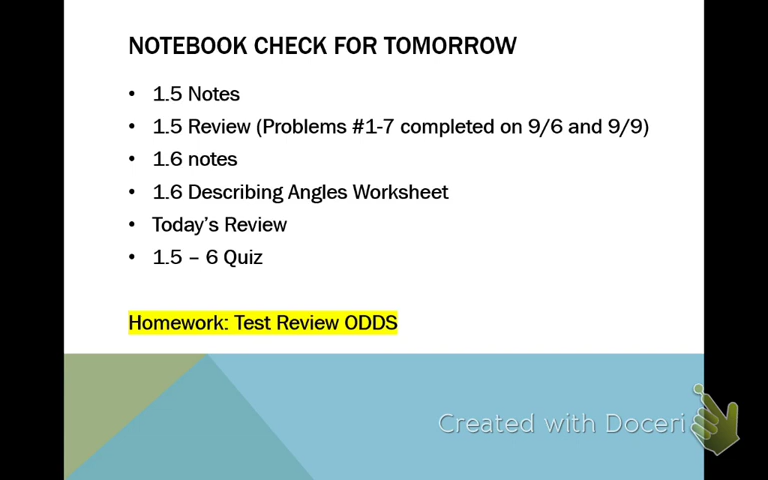 NOTEBOOK CHECK FOR TOMORROW
• 1.5 Notes
• 1.5 Review (Problems #1-7 completed on 9/6 and 9/9)
• 1.6 notes
• 1.6 Describing Angles Worksheet
• Today's Review
• 1.5 – 6 Quiz
Homework: Test Review ODDS
Created with Doceri